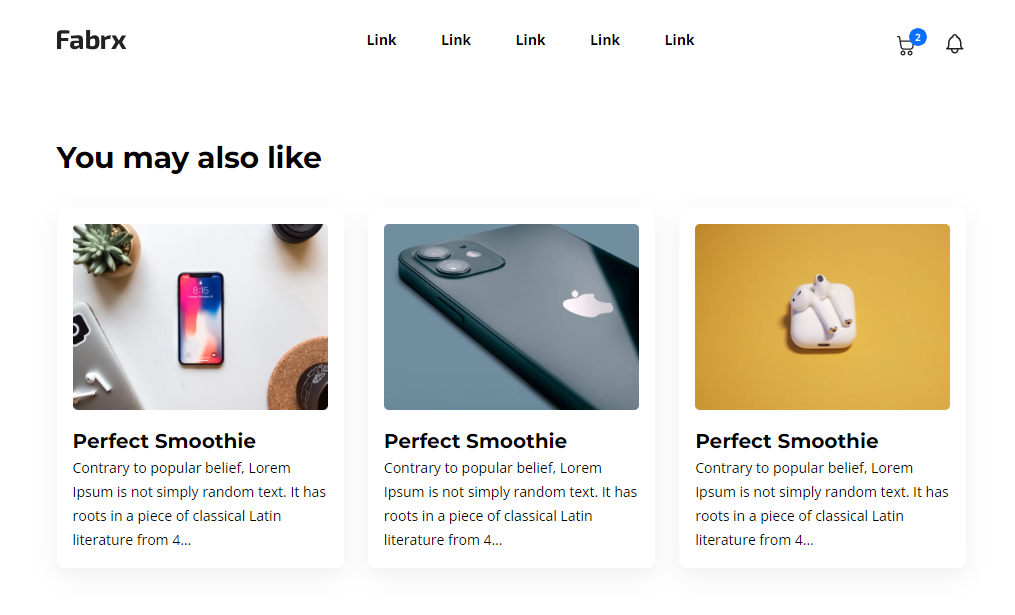 Fabrx
Link Link Link Link Link
2
You may also like
8:15
Perfect Smoothie
Contrary to popular belief, Lorem
Ipsum is not simply random text. It has
roots in a piece of classical Latin
literature from 4...
Perfect Smoothie
Contrary to popular belief, Lorem
Ipsum is not simply random text. It has
roots in a piece of classical Latin
literature from 4...
Perfect Smoothie
Contrary to popular belief, Lorem
Ipsum is not simply random text. It has
roots in a piece of classical Latin
literature from 4...